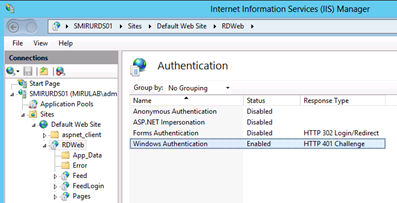 Internet Information Services (IIS) Manager
SMIRURDS01 ▸ Sites ▸ Default Web Site ▸ RDWeb ▸
File View Help
Connections
Start Page
SMIRURDS01 (MIRULAB\adm
Application Pools
Sites
Default Web Site
aspnet_client
RDWeb
App_Data
Error
Feed
FeedLogin
Pages
Authentication
Group by: No Grouping
Name Status Response Type
Anonymous Authentication Disabled
ASP.NET Impersonation Disabled
Forms Authentication Disabled HTTP 302 Login/Redirect
Windows Authentication Enabled HTTP 401 Challenge